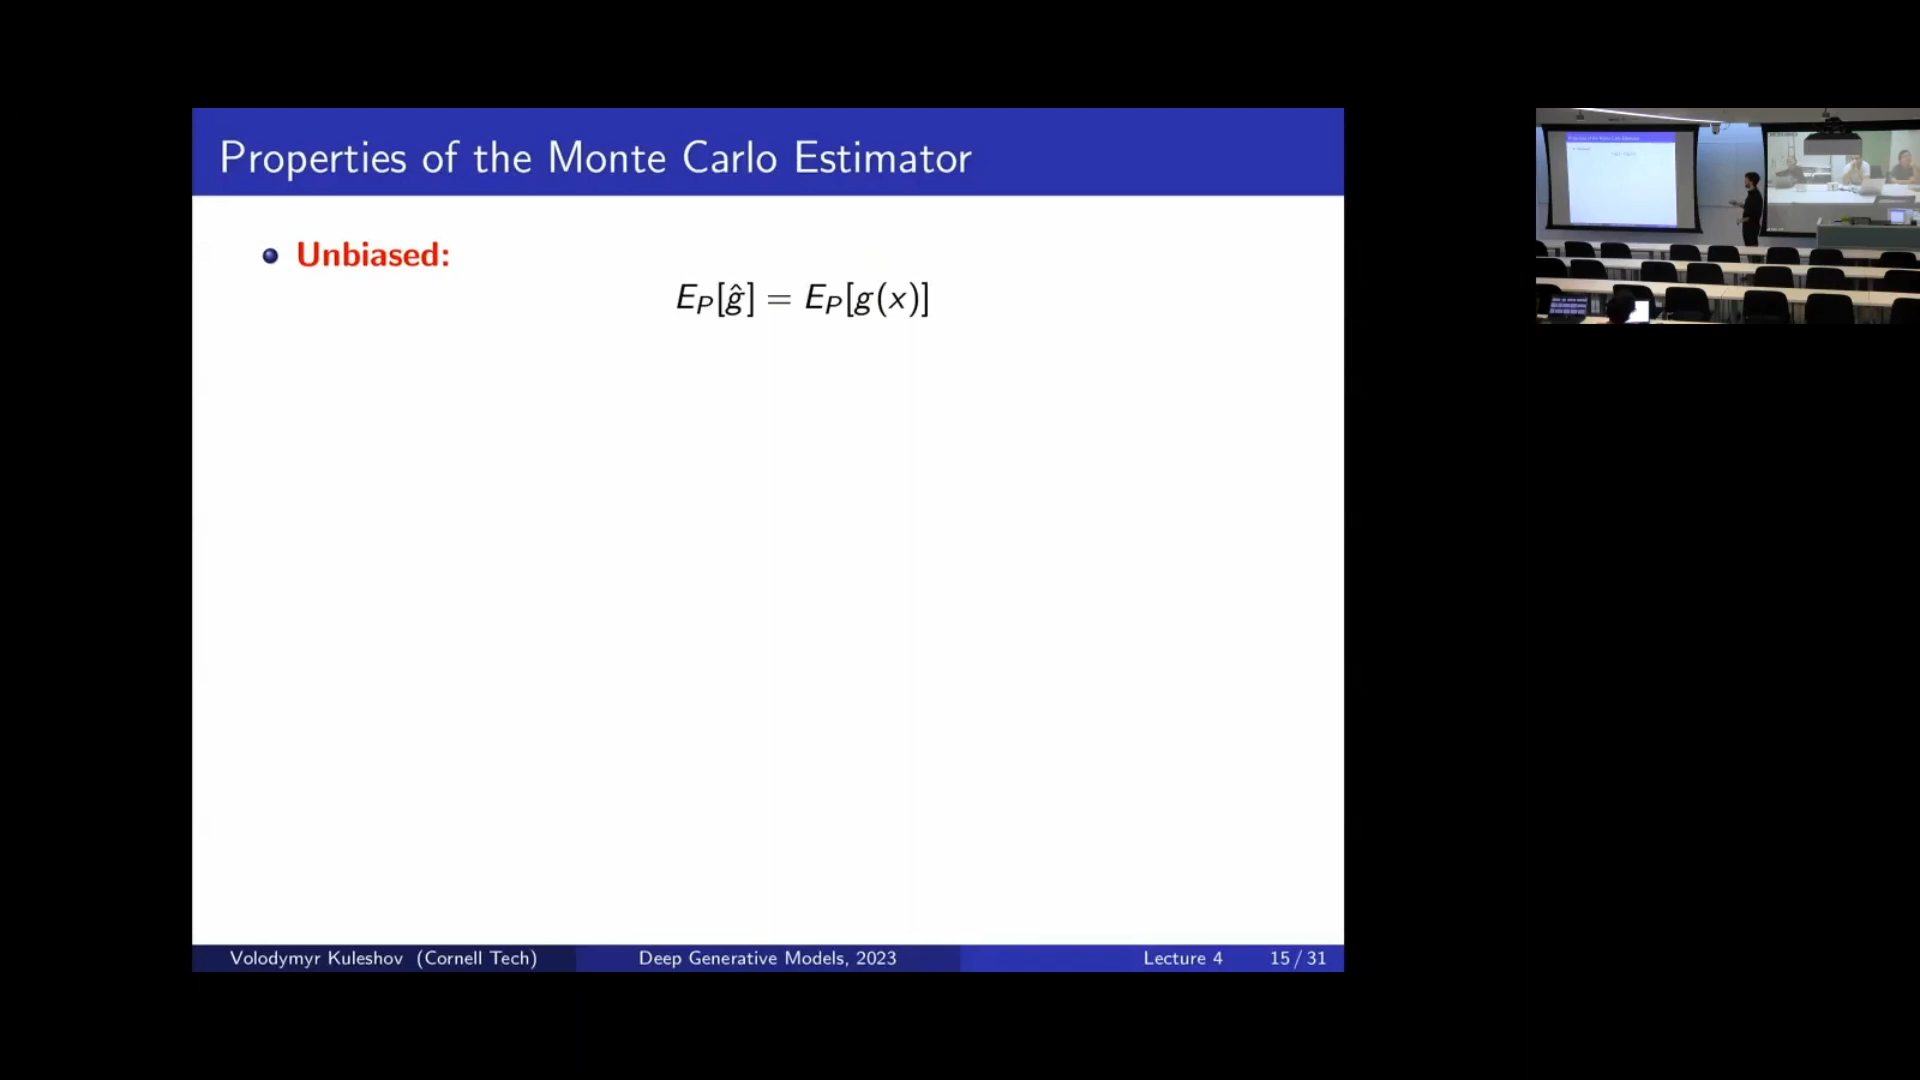 Properties of the Monte Carlo Estimator
Unbiased:
E_P[ĝ] = E_P[g(x)]
Volodymyr Kuleshov (Cornell Tech) Deep Generative Models, 2023 Lecture 4 15 / 31